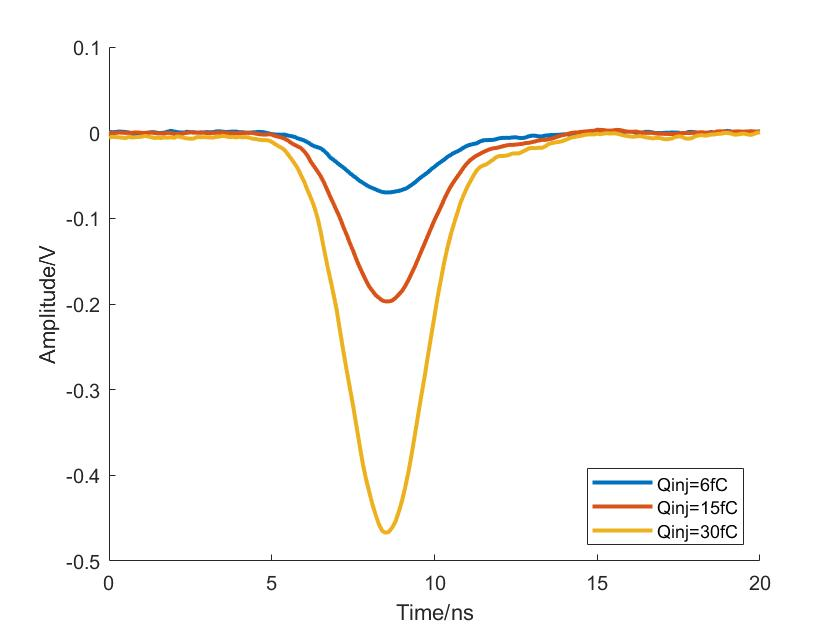 0.1
0
-0.1
-0.2
-0.3
-0.4
-0.5
Amplitude/V
0 5 10 15 20
Time/ns
Qinj=6fC
Qinj=15fC
Qinj=30fC